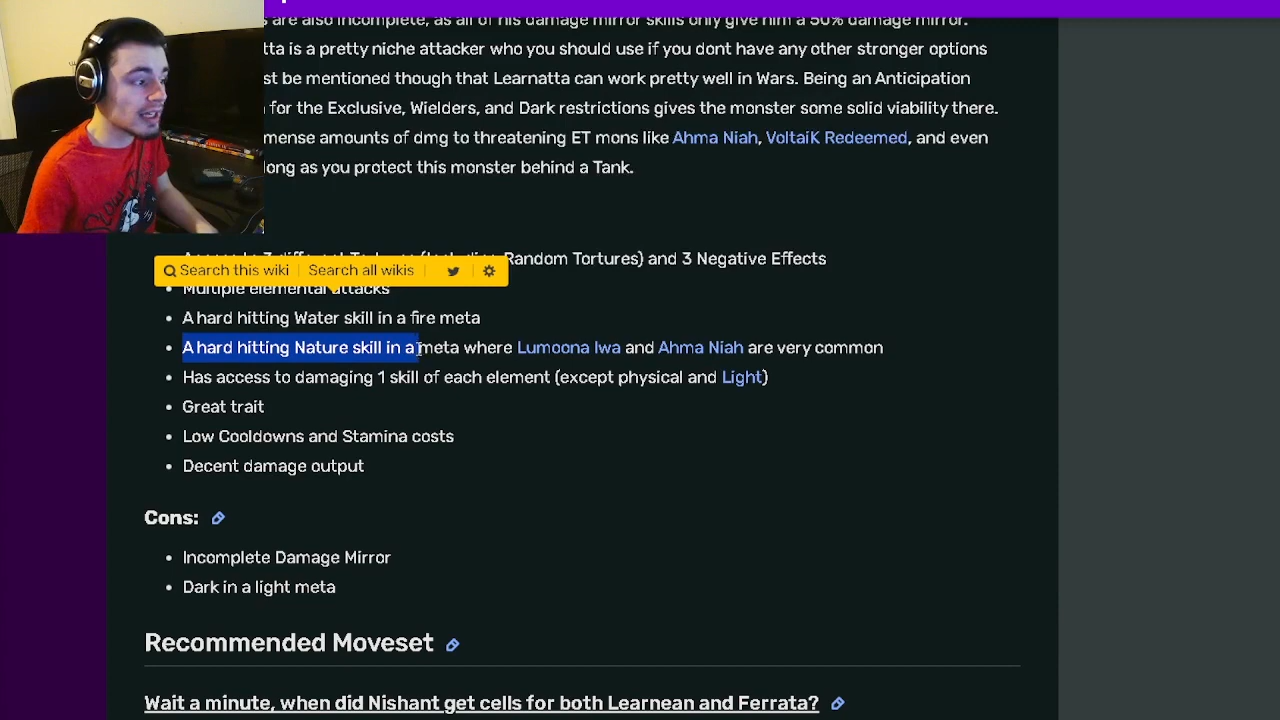 s are also incomplete, as all of his damage mirror skills only give him a 50% damage mirror.
tta is a pretty niche attacker who you should use if you dont have any other stronger options
st be mentioned though that Learnatta can work pretty well in Wars. Being an Anticipation
for the Exclusive, Wielders, and Dark restrictions gives the monster some solid viability there.
mense amounts of dmg to threatening ET mons like Ahma Niah, VoltaiK Redeemed, and even
ong as you protect this monster behind a Tank.
Random Tortures) and 3 Negative Effects
Search this wiki Search all wikis
Multiple elemental attacks
A hard hitting Water skill in a fire meta
A hard hitting Nature skill in a meta where Lumoona Iwa and Ahma Niah are very common
Has access to damaging 1 skill of each element (except physical and Light)
Great trait
Low Cooldowns and Stamina costs
Decent damage output
Cons:
Incomplete Damage Mirror
Dark in a light meta
Recommended Moveset
Wait a minute, when did Nishant get cells for both Learnean and Ferrata?